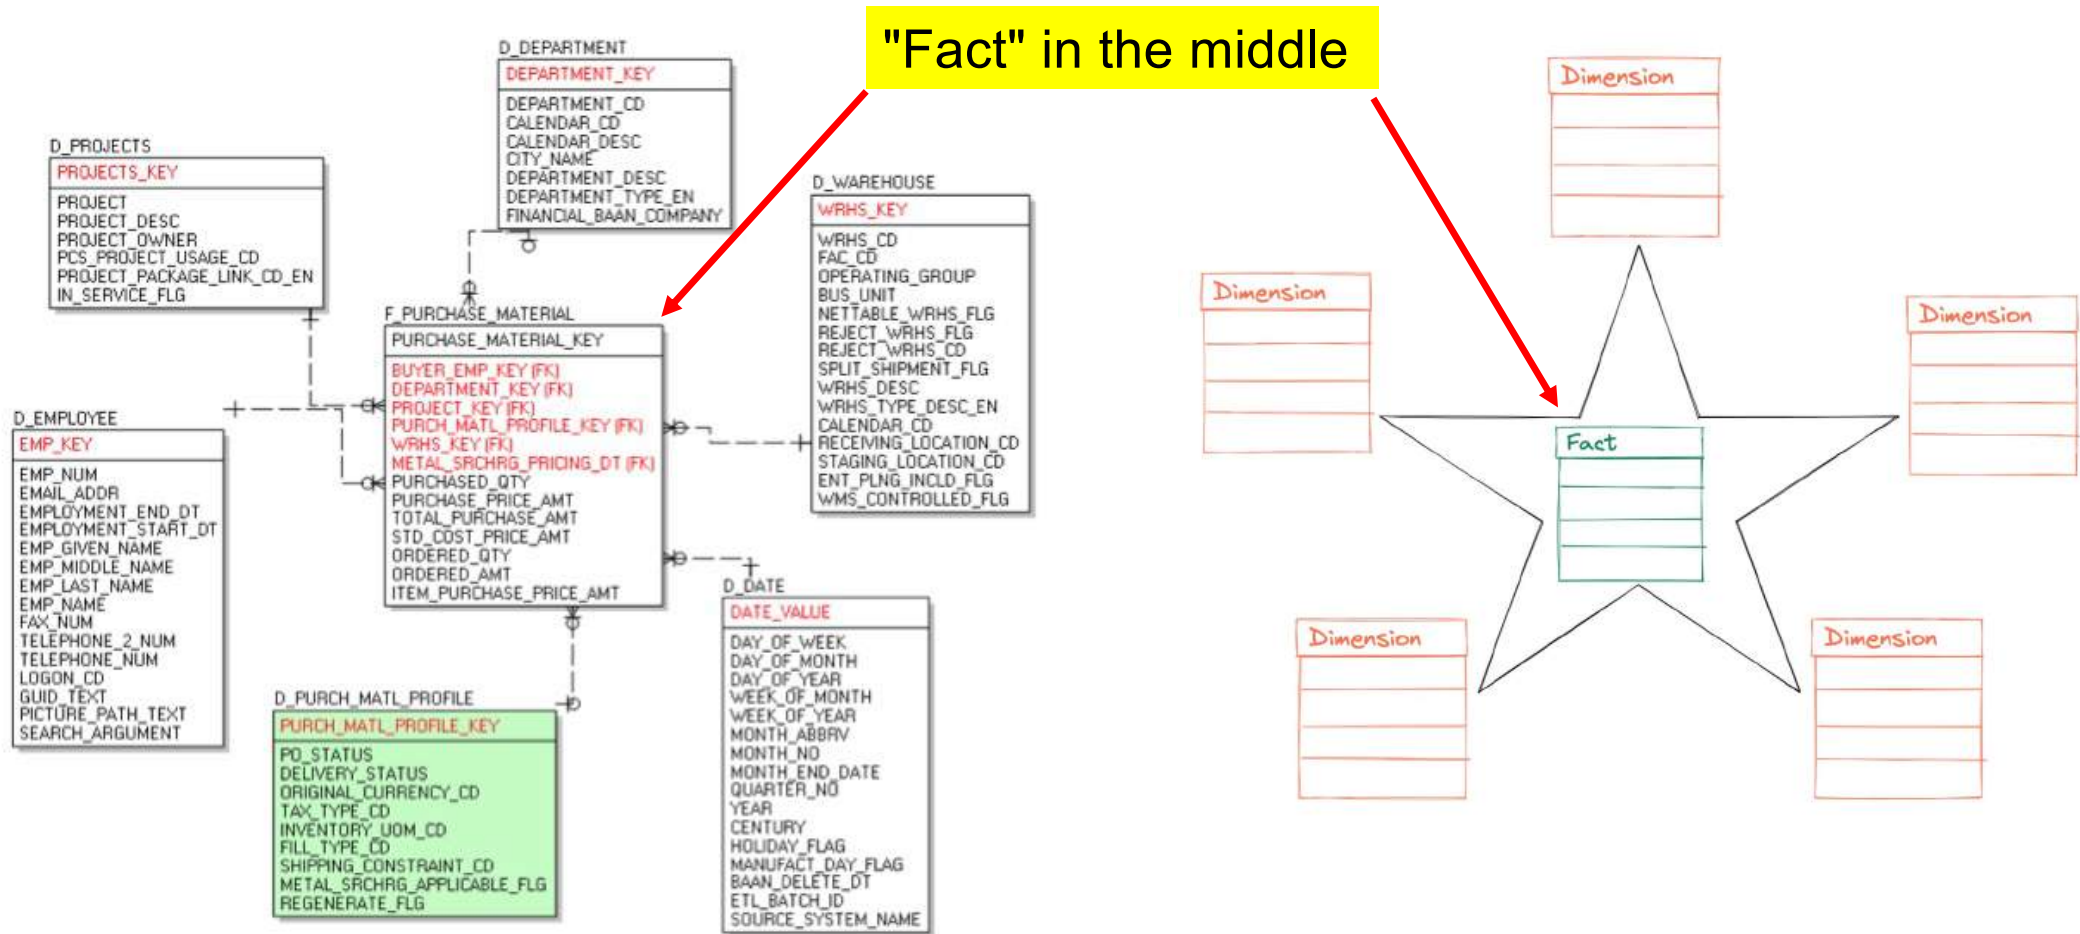 "Fact" in the middle
D_DEPARTMENT
DEPARTMENT_KEY
DEPARTMENT_CD
CALENDAR_CD
CALENDAR_DESC
CITY_NAME
DEPARTMENT_DESC
DEPARTMENT_TYPE_EN
FINANCIAL_BAAN_COMPANY
D_PROJECTS
PROJECTS_KEY
PROJECT
PROJECT_DESC
PROJECT_OWNER
PCS_PROJECT_USAGE_CD
PROJECT_PACKAGE_LINK_CD_EN
IN_SERVICE_FLG
D_WAREHOUSE
WRHS_KEY
WRHS_CD
FAC_CD
OPERATING_GROUP
BUS_UNIT
NETTABLE_WRHS_FLG
REJECT_WRHS_FLG
REJECT_WRHS_CD
SPLIT_SHIPMENT_FLG
WRHS_DESC
WRHS_TYPE_DESC_EN
CALENDAR_CD
RECEIVING_LOCATION_CD
STAGING_LOCATION_CD
ENT_PLNG_INCLD_FLG
WMS_CONTROLLED_FLG
F_PURCHASE_MATERIAL
PURCHASE_MATERIAL_KEY
BUYER_EMP_KEY (FK)
DEPARTMENT_KEY (FK)
PROJECT_KEY (FK)
PURCH_MATL_PROFILE_KEY (FK)
WRHS_KEY (FK)
METAL_SRCHRG_PRICING_DT (FK)
PURCHASED_QTY
PURCHASE_PRICE_AMT
TOTAL_PURCHASE_AMT
STD_COST_PRICE_AMT
ORDERED_QTY
ORDERED_AMT
ITEM_PURCHASE_PRICE_AMT
D_EMPLOYEE
EMP_KEY
EMP_NUM
EMAIL_ADDR
EMPLOYMENT_END_DT
EMPLOYMENT_START_DT
EMP_GIVEN_NAME
EMP_MIDDLE_NAME
EMP_LAST_NAME
EMP_NAME
FAX_NUM
TELEPHONE_2_NUM
TELEPHONE_NUM
LOGON_CD
GUID_TEXT
PICTURE_PATH_TEXT
SEARCH_ARGUMENT
D_PURCH_MATL_PROFILE
PURCH_MATL_PROFILE_KEY
PO_STATUS
DELIVERY_STATUS
ORIGINAL_CURRENCY_CD
TAX_TYPE_CD
INVENTORY_UOM_CD
FILL_TYPE_CD
SHIPPING_CONSTRAINT_CD
METAL_SRCHRG_APPLICABLE_FLG
REGENERATE_FLG
D_DATE
DATE_VALUE
DAY_OF_WEEK
DAY_OF_MONTH
DAY_OF_YEAR
WEEK_OF_MONTH
WEEK_OF_YEAR
MONTH_ABBRV
MONTH_NO
MONTH_END_DATE
QUARTER_NO
YEAR
CENTURY
HOLIDAY_FLAG
MANUFACT_DAY_FLAG
BAAN_DELETE_DT
ETL_BATCH_ID
SOURCE_SYSTEM_NAME
Dimension
Dimension
Dimension
Fact
Dimension
Dimension